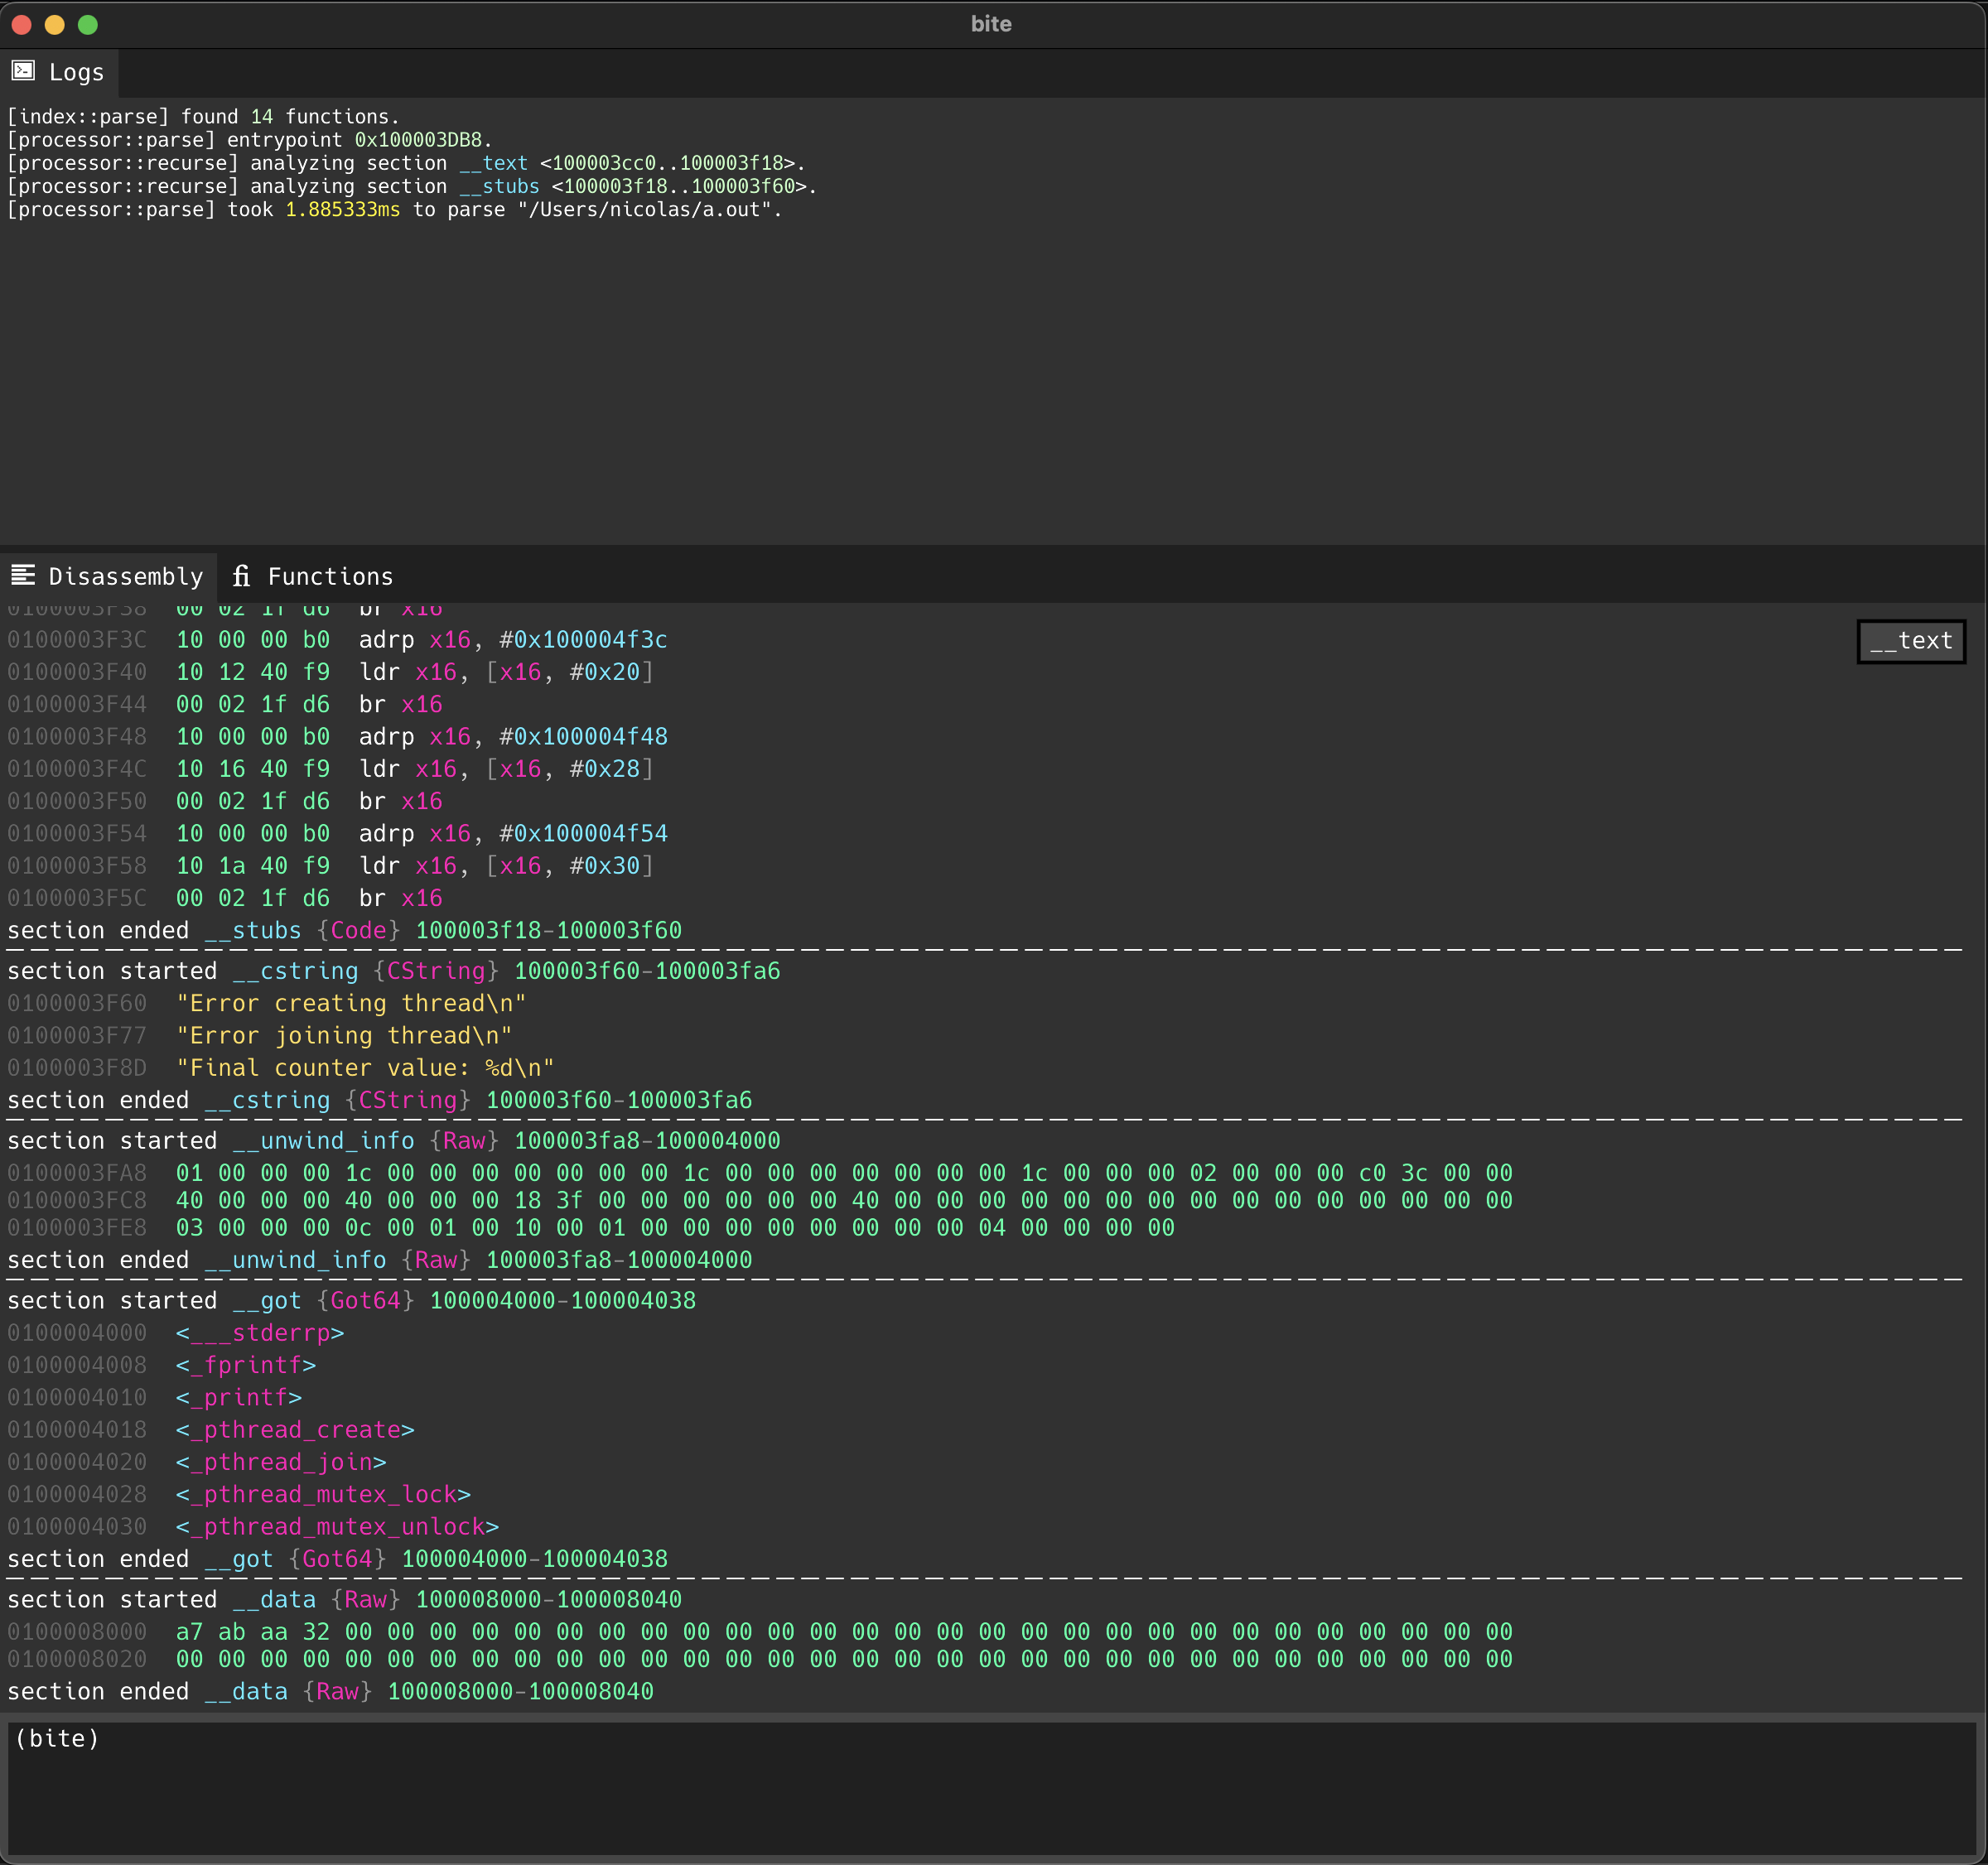 bite
Logs
[index::parse] found 14 functions.
[processor::parse] entrypoint 0x100003DB8.
[processor::recurse] analyzing section __text <100003cc0..100003f18>.
[processor::recurse] analyzing section __stubs <100003f18..100003f60>.
[processor::parse] took 1.885333ms to parse "/Users/nicolas/a.out".
Disassembly fi Functions
0100003F38 00 02 1f d6 br x16
0100003F3C 10 00 00 b0 adrp x16, #0x100004f3c
__text
0100003F40 10 12 40 f9 ldr x16, [x16, #0x20]
0100003F44 00 02 1f d6 br x16
0100003F48 10 00 00 b0 adrp x16, #0x100004f48
0100003F4C 10 16 40 f9 ldr x16, [x16, #0x28]
0100003F50 00 02 1f d6 br x16
0100003F54 10 00 00 b0 adrp x16, #0x100004f54
0100003F58 10 1a 40 f9 ldr x16, [x16, #0x30]
0100003F5C 00 02 1f d6 br x16
section ended __stubs {Code} 100003f18-100003f60
section started __cstring {CString} 100003f60-100003fa6
0100003F60 "Error creating thread\n"
0100003F77 "Error joining thread\n"
0100003F8D "Final counter value: %d\n"
section ended __cstring {CString} 100003f60-100003fa6
section started __unwind_info {Raw} 100003fa8-100004000
0100003FA8 01 00 00 00 1c 00 00 00 00 00 00 00 1c 00 00 00 00 00 00 00 1c 00 00 00 02 00 00 00 c0 3c 00 00
0100003FC8 40 00 00 00 40 00 00 00 18 3f 00 00 00 00 00 00 40 00 00 00 00 00 00 00 00 00 00 00 00 00 00 00
0100003FE8 03 00 00 00 0c 00 01 00 10 00 01 00 00 00 00 00 00 00 00 04 00 00 00 00
section ended __unwind_info {Raw} 100003fa8-100004000
section started __got {Got64} 100004000-100004038
0100004000 <___stderrp>
0100004008 <_fprintf>
0100004010 <_printf>
0100004018 <_pthread_create>
0100004020 <_pthread_join>
0100004028 <_pthread_mutex_lock>
0100004030 <_pthread_mutex_unlock>
section ended __got {Got64} 100004000-100004038
section started __data {Raw} 100008000-100008040
0100008000 a7 ab aa 32 00 00 00 00 00 00 00 00 00 00 00 00 00 00 00 00 00 00 00 00 00 00 00 00 00 00 00 00
0100008020 00 00 00 00 00 00 00 00 00 00 00 00 00 00 00 00 00 00 00 00 00 00 00 00 00 00 00 00 00 00 00 00
section ended __data {Raw} 100008000-100008040
(bite)